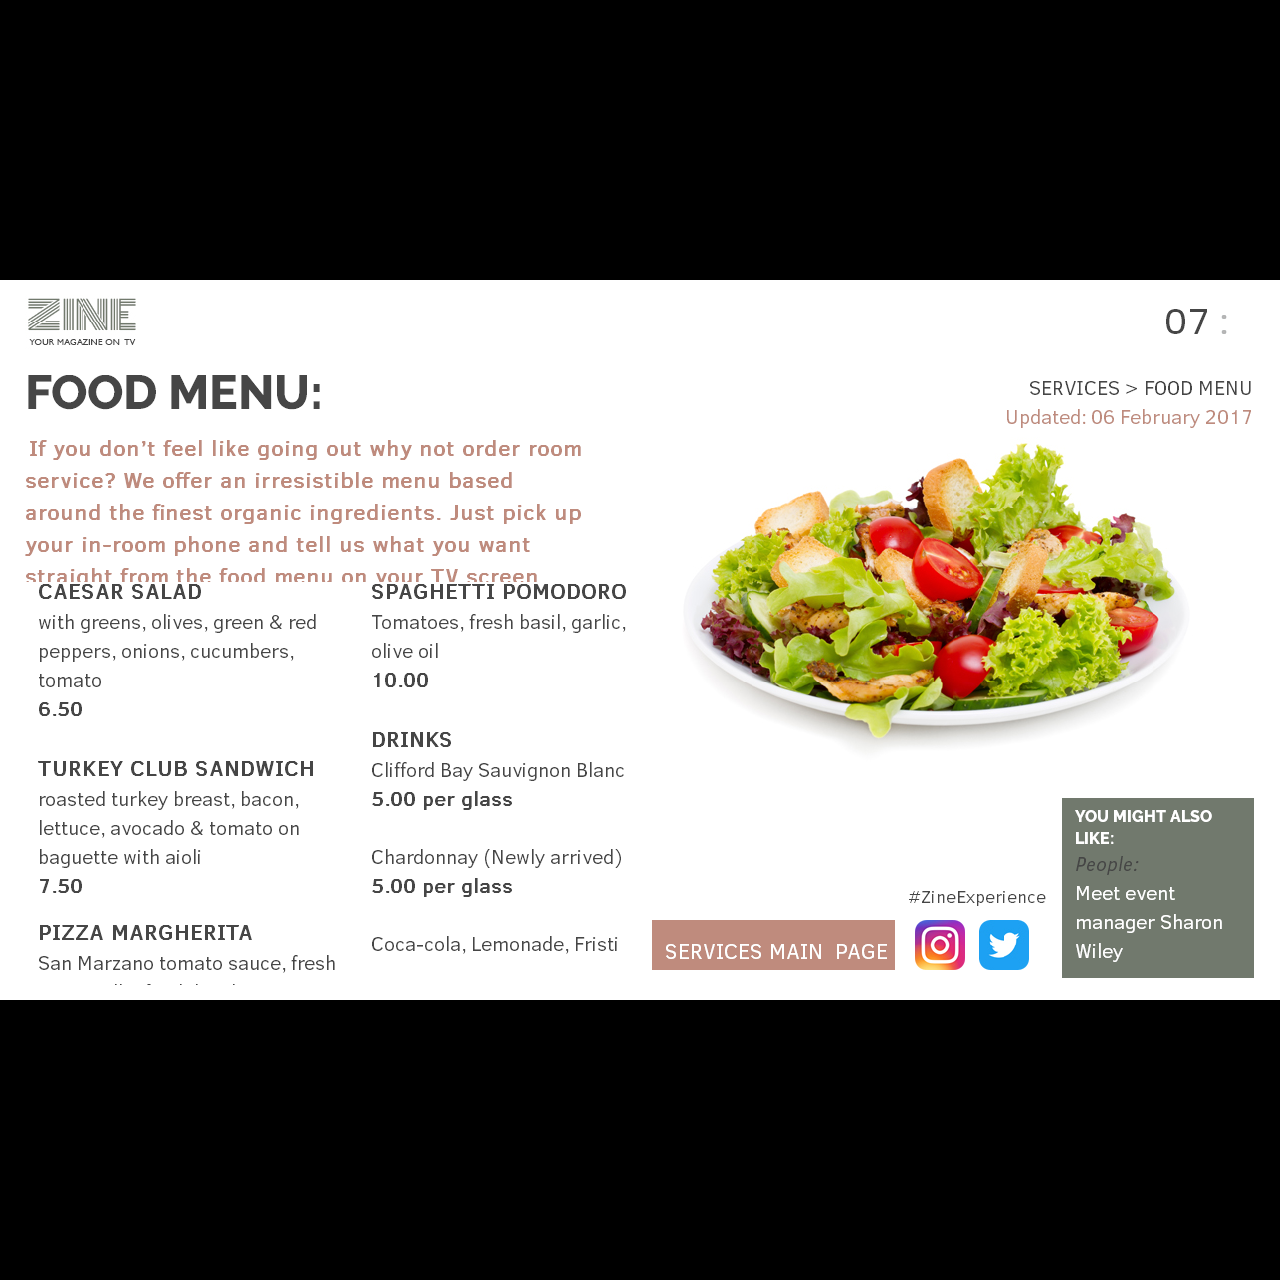 ZINE
YOUR MAGAZINE ON TV
07 :
FOOD MENU:
SERVICES > FOOD MENU
Updated: 06 February 2017
If you don't feel like going out why not order room
service? We offer an irresistible menu based
around the finest organic ingredients. Just pick up
your in-room phone and tell us what you want
straight from the food menu on your TV screen
CAESAR SALAD
with greens, olives, green & red
peppers, onions, cucumbers,
tomato
6.50
TURKEY CLUB SANDWICH
roasted turkey breast, bacon,
lettuce, avocado & tomato on
baguette with aioli
7.50
PIZZA MARGHERITA
San Marzano tomato sauce, fresh
SPAGHETTI POMODORO
Tomatoes, fresh basil, garlic,
olive oil
10.00
DRINKS
Clifford Bay Sauvignon Blanc
5.00 per glass
Chardonnay (Newly arrived)
5.00 per glass
Coca-cola, Lemonade, Fristi
SERVICES MAIN PAGE
#ZineExperience
YOU MIGHT ALSO
LIKE:
People:
Meet event
manager Sharon
Wiley